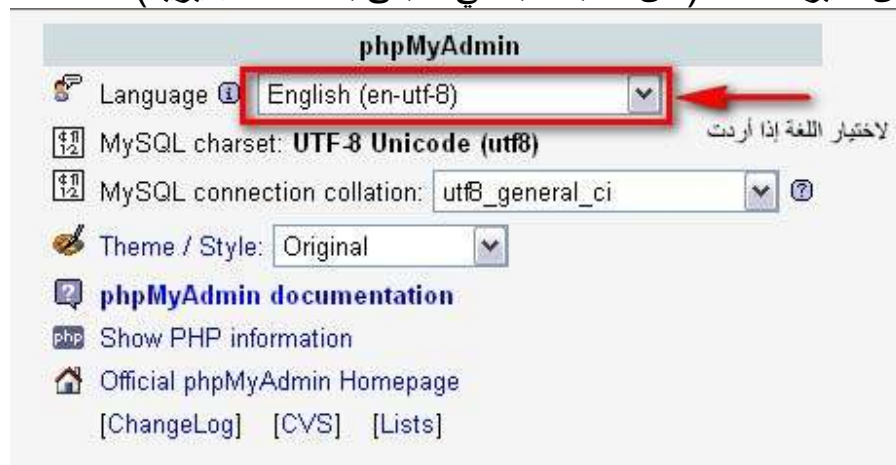 phpMyAdmin
Language English (en-utf-8)
لاختيار اللغة إذا أردت
MySQL charset: UTF-8 Unicode (utf8)
MySQL connection collation: utf8_general_ci
Theme / Style: Original
phpMyAdmin documentation
php Show PHP information
Official phpMyAdmin Homepage
[ChangeLog] [CVS] [Lists]